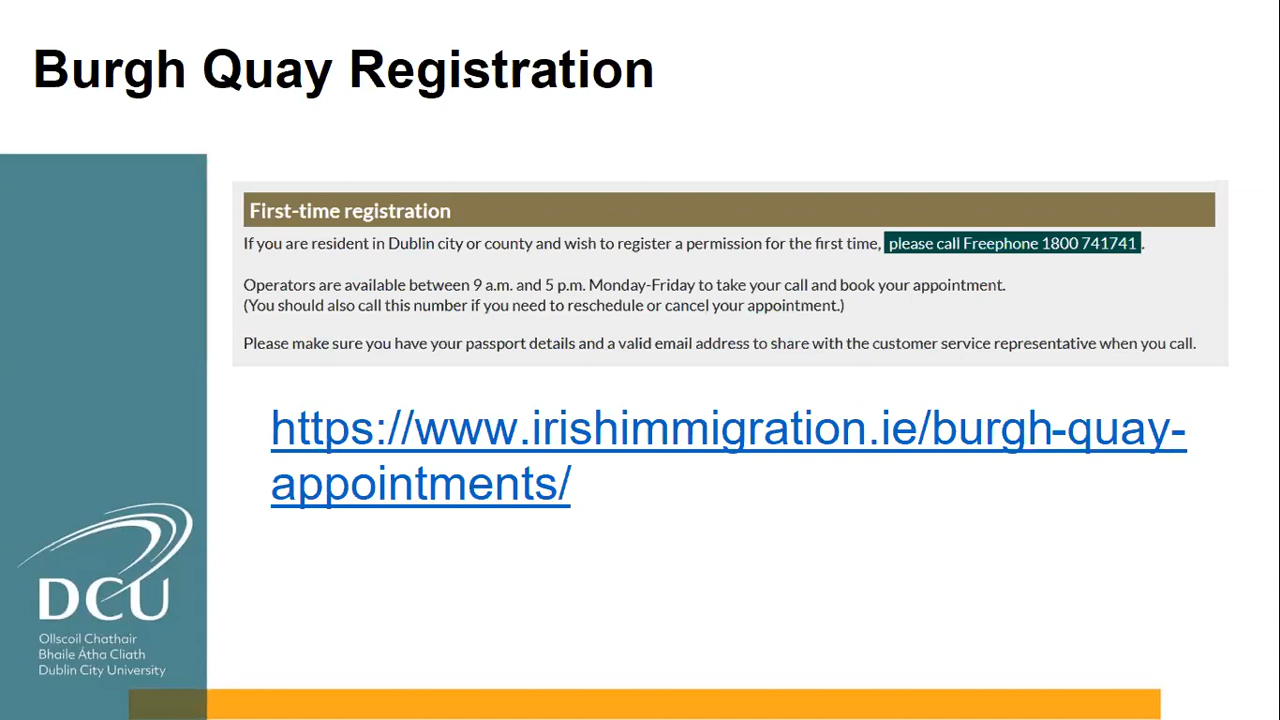 Burgh Quay Registration
First-time registration
If you are resident in Dublin city or county and wish to register a permission for the first time, please call Freephone 1800 741741 .
Operators are available between 9 a.m. and 5 p.m. Monday-Friday to take your call and book your appointment.
(You should also call this number if you need to reschedule or cancel your appointment.)
Please make sure you have your passport details and a valid email address to share with the customer service representative when you call.
https://www.irishimmigration.ie/burgh-quay-
appointments/
DCU
Ollscoil Chathair
Bhaile Átha Cliath
Dublin City University